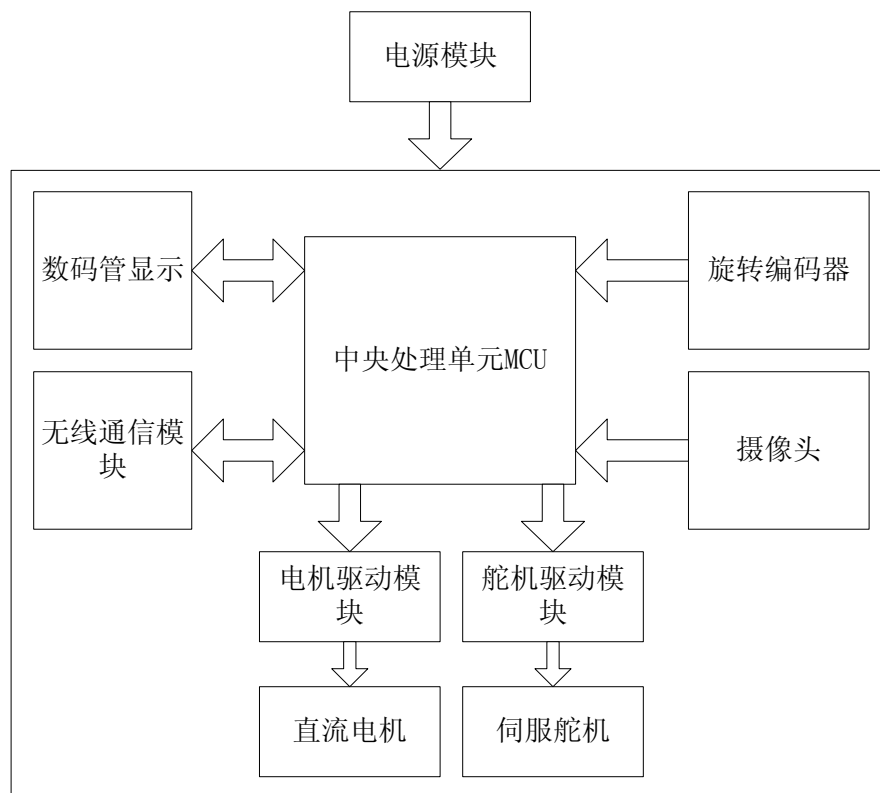 电源模块
数码管显示
旋转编码器
中央处理单元MCU
无线通信模
块
摄像头
电机驱动模
块
舵机驱动模
块
直流电机
伺服舵机